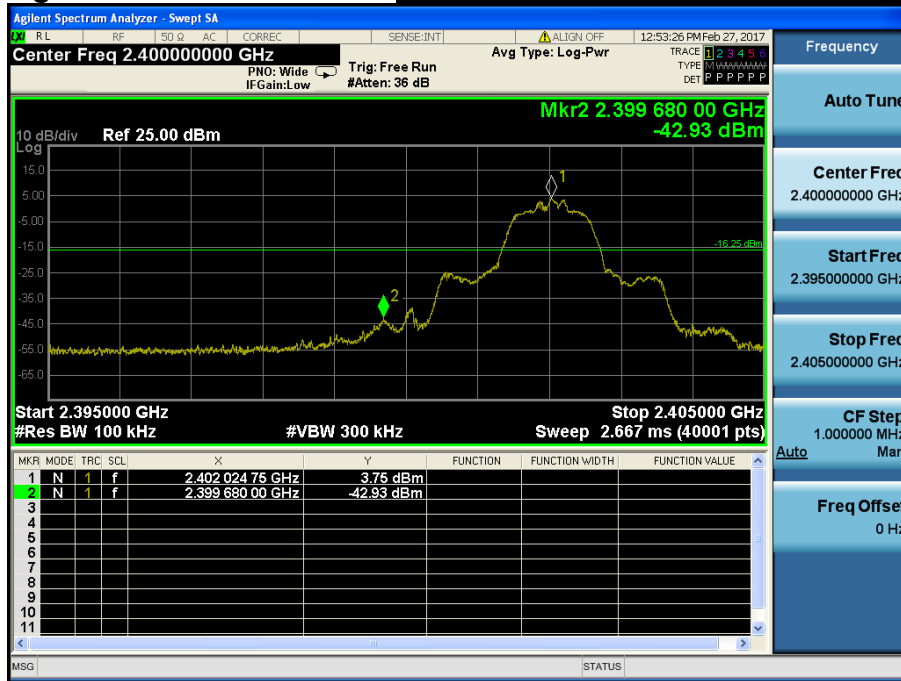 Agilent Spectrum Analyzer - Swept SA
LXI RL RF 50 Ω AC CORREC SENSE:INT ALIGN OFF 12:53:26 PM Feb 27, 2017
Center Freq 2.400000000 GHz
PNO: Wide
IFGain:Low
Trig: Free Run
#Atten: 36 dB
Avg Type: Log-Pwr
TRACE 1 2 3 4 5 6
TYPE M W W W W W
DET P P P P P P
Mkr2 2.399 680 00 GHz
-42.93 dBm
10 dB/div Ref 25.00 dBm
Log
15.0
5.00
-5.00
-15.0
-25.0
-35.0
-45.0
-55.0
-65.0
1
2
-16.25 dBm
Start 2.395000 GHz Stop 2.405000 GHz
#Res BW 100 kHz #VBW 300 kHz Sweep 2.667 ms (40001 pts)
MKR MODE TRC SCL X Y FUNCTION FUNCTION WIDTH FUNCTION VALUE
1 N 1 f 2.402 024 75 GHz 3.75 dBm
2 N 1 f 2.399 680 00 GHz -42.93 dBm
3
4
5
6
7
8
9
10
11
MSG STATUS
Frequency
Auto Tune
Center Freq
2.400000000 GHz
Start Freq
2.395000000 GHz
Stop Freq
2.405000000 GHz
CF Step
1.000000 MHz
Auto Man
Freq Offset
0 Hz